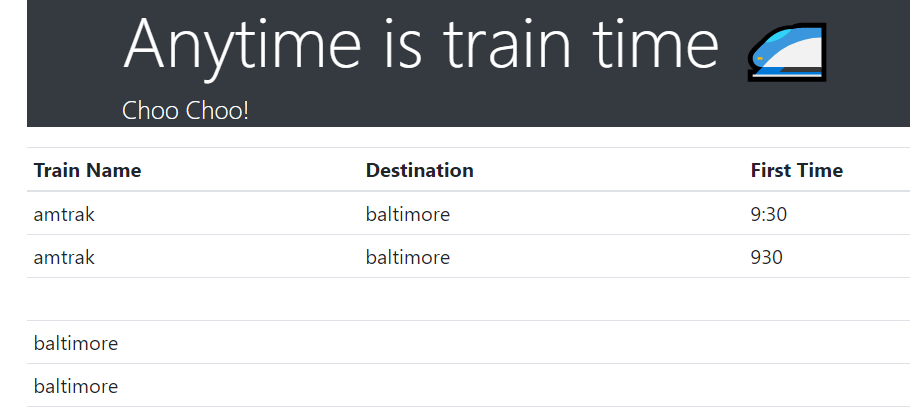 Anytime is train time
Choo Choo!
Train Name Destination First Time
amtrak baltimore 9:30
amtrak baltimore 930
baltimore
baltimore